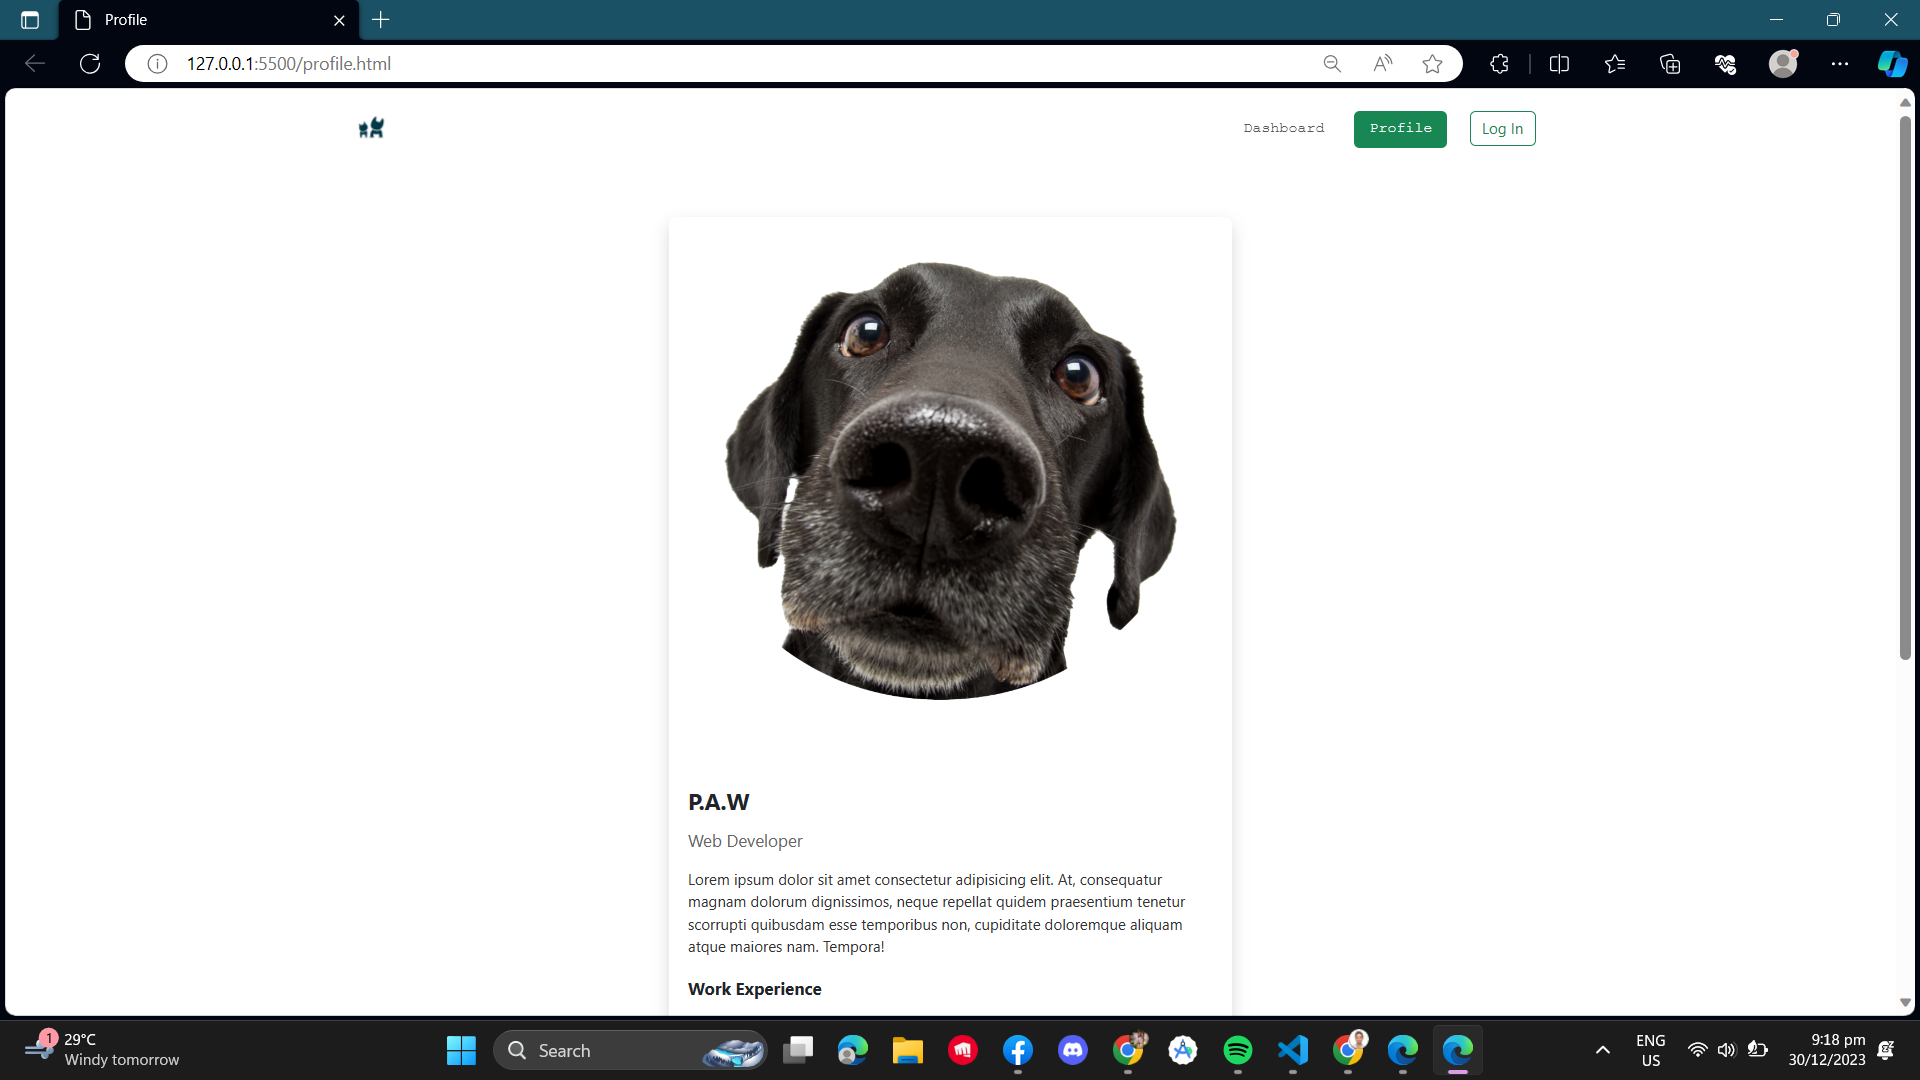 Profile
127.0.0.1:5500/profile.html
Dashboard
Profile
Log In
P.A.W
Web Developer
Lorem ipsum dolor sit amet consectetur adipisicing elit. At, consequatur
magnam dolorum dignissimos, neque repellat quidem praesentium tenetur
scorrupti quibusdam esse temporibus non, cupiditate doloremque aliquam
atque maiores nam. Tempora!
Work Experience
1
29°C
Windy tomorrow
Search
ENG
US
9:18 pm
30/12/2023